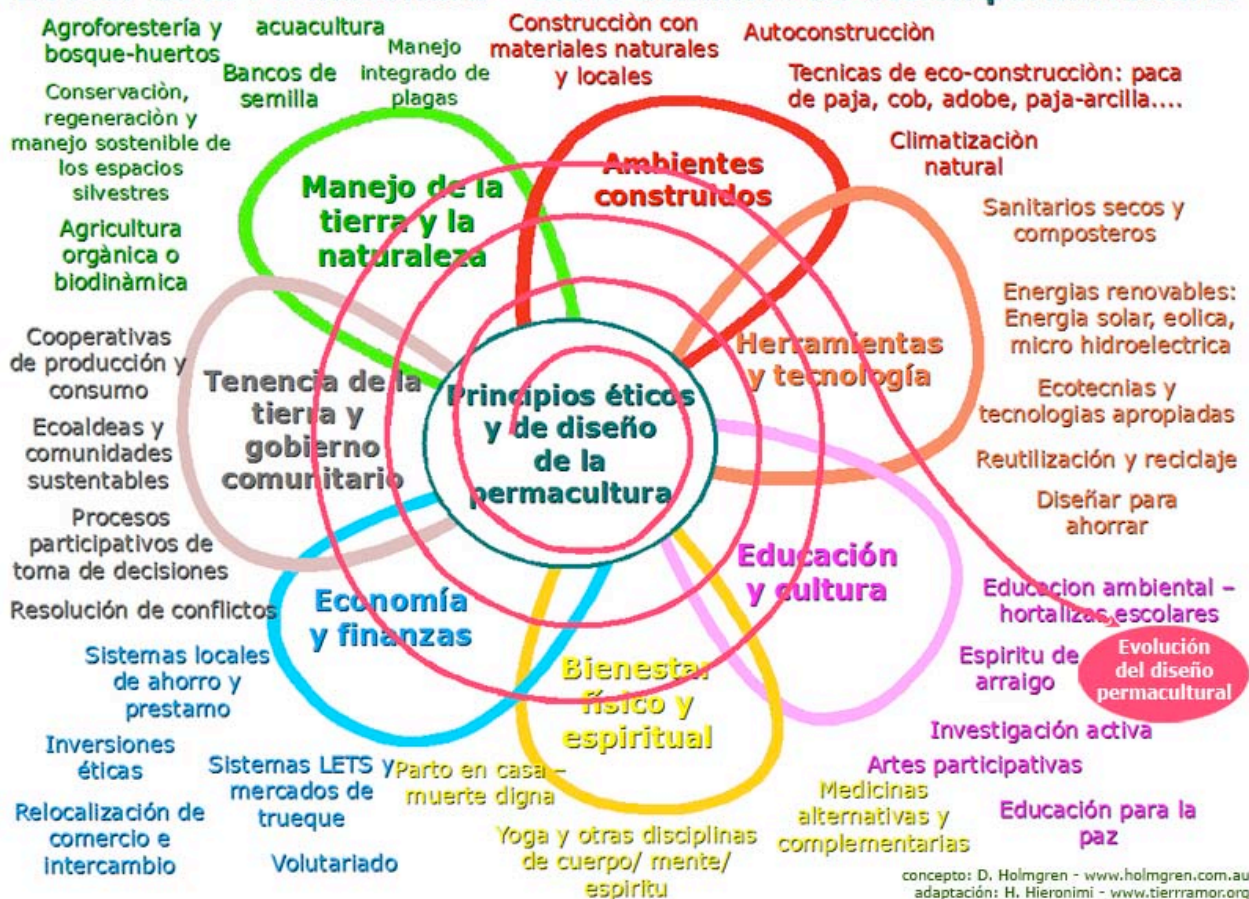 Agroforestería y
bosque-huertos
acuacultura
Bancos de
semilla
Manejo
integrado de
plagas
Conservaciòn,
regeneraciòn y
manejo sostenible de
los espacios
silvestres
Agricultura
orgànica o
biodinàmica
Manejo de la
tierra y la
naturaleza
Construcciòn con
materiales naturales
y locales
Autoconstrucciòn
Tecnicas de eco-construcciòn: paca
de paja, cob, adobe, paja-arcilla....
Climatizaciòn
natural
Ambientes
construidos
Sanitarios secos y
composteros
Energias renovables:
Energia solar, eolica,
micro hidroelectrica
Ecotecnias y
tecnologias apropiadas
Reutilización y reciclaje
Diseñar para
ahorrar
Herramientas
y tecnología
Cooperativas
de producción y
consumo
Ecoaldeas y
comunidades
sustentables
Procesos
participativos de
toma de decisiones
Resolución de conflictos
Tenencia de la
tierra y
gobierno
comunitario
Principios éticos
y de diseño
de la
permacultura
Educación
y cultura
Educacion ambiental –
hortalizas escolares
Espiritu de
arraigo
Evolución
del diseño
permacultural
Investigación activa
Artes participativas
Educación para la
paz
Economía
y finanzas
Sistemas locales
de ahorro y
prestamo
Inversiones
éticas
Sistemas LETS y
mercados de
trueque
Relocalización de
comercio e
intercambio
Volutariado
Bienestar
físico y
espiritual
Parto en casa –
muerte digna
Yoga y otras disciplinas
de cuerpo/ mente/
espiritu
Medicinas
alternativas y
complementarias
concepto: D. Holmgren - www.holmgren.com.au
adaptación: H. Hieronimi - www.tierrramor.org